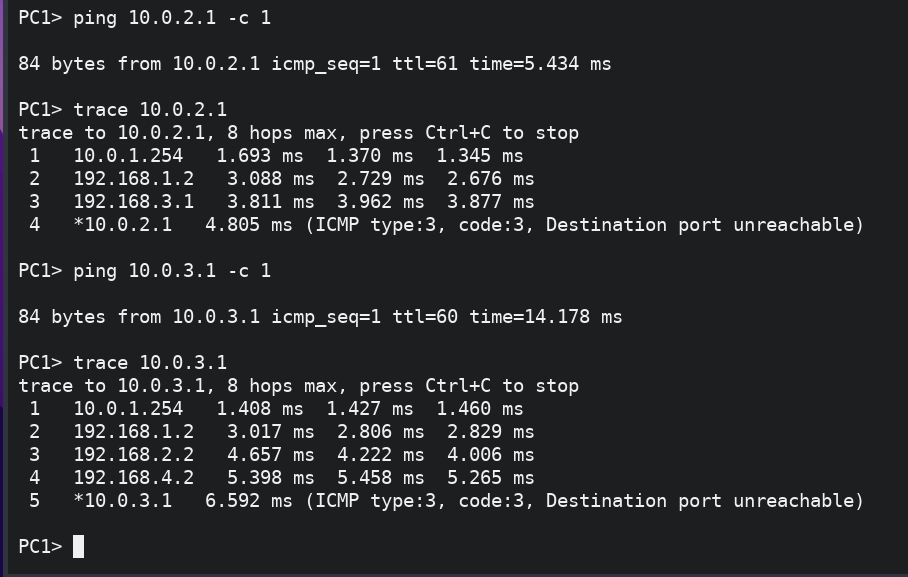 PC1> ping 10.0.2.1 -c 1
84 bytes from 10.0.2.1 icmp_seq=1 ttl=61 time=5.434 ms
PC1> trace 10.0.2.1
trace to 10.0.2.1, 8 hops max, press Ctrl+C to stop
 1   10.0.1.254   1.693 ms  1.370 ms  1.345 ms
 2   192.168.1.2   3.088 ms  2.729 ms  2.676 ms
 3   192.168.3.1   3.811 ms  3.962 ms  3.877 ms
 4   *10.0.2.1   4.805 ms (ICMP type:3, code:3, Destination port unreachable)
PC1> ping 10.0.3.1 -c 1
84 bytes from 10.0.3.1 icmp_seq=1 ttl=60 time=14.178 ms
PC1> trace 10.0.3.1
trace to 10.0.3.1, 8 hops max, press Ctrl+C to stop
 1   10.0.1.254   1.408 ms  1.427 ms  1.460 ms
 2   192.168.1.2   3.017 ms  2.806 ms  2.829 ms
 3   192.168.2.2   4.657 ms  4.222 ms  4.006 ms
 4   192.168.4.2   5.398 ms  5.458 ms  5.265 ms
 5   *10.0.3.1   6.592 ms (ICMP type:3, code:3, Destination port unreachable)
PC1>